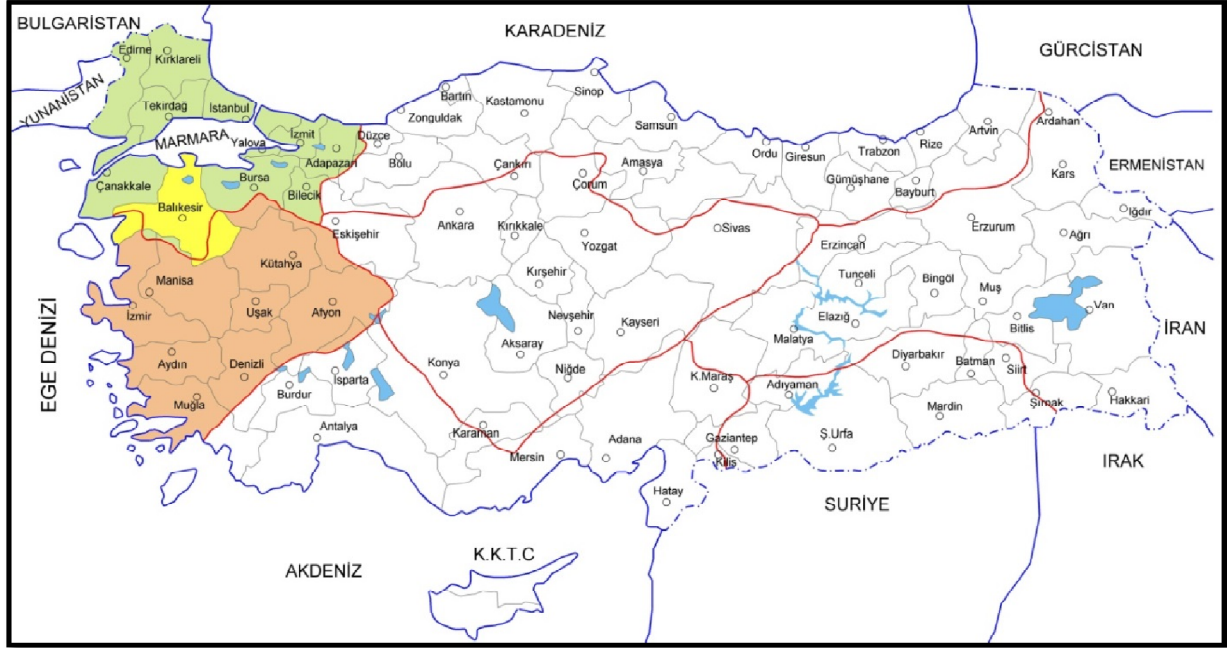 BULGARİSTAN
KARADENİZ
GÜRCİSTAN
YUNANİSTAN
Edirne
Kırklareli
Tekirdağ
İstanbul
MARMARA
Yalova
İzmit
Adapazarı
Düzce
Bolu
Zonguldak
Bartın
Kastamonu
Sinop
Samsun
Çankırı
Çorum
Amasya
Ordu
Giresun
Trabzon
Rize
Artvin
Ardahan
Gümüşhane
Bayburt
Kars
ERMENİSTAN
Iğdır
Çanakkale
Balıkesir
Bursa
Bilecik
Eskişehir
Ankara
Kırıkkale
Yozgat
Sivas
Erzincan
Erzurum
Ağrı
EGE DENİZİ
Manisa
İzmir
Kütahya
Uşak
Afyon
Kırşehir
Nevşehir
Kayseri
Tunceli
Bingöl
Muş
Elazığ
Malatya
Bitlis
Van
İRAN
Aydın
Denizli
Muğla
Burdur
İsparta
Konya
Aksaray
Niğde
K.Maraş
Adıyaman
Diyarbakır
Batman
Siirt
Şırnak
Hakkari
Mardin
Antalya
Karaman
Mersin
Adana
Gaziantep
Kilis
Ş.Urfa
Hatay
SURİYE
IRAK
AKDENİZ
K.K.T.C